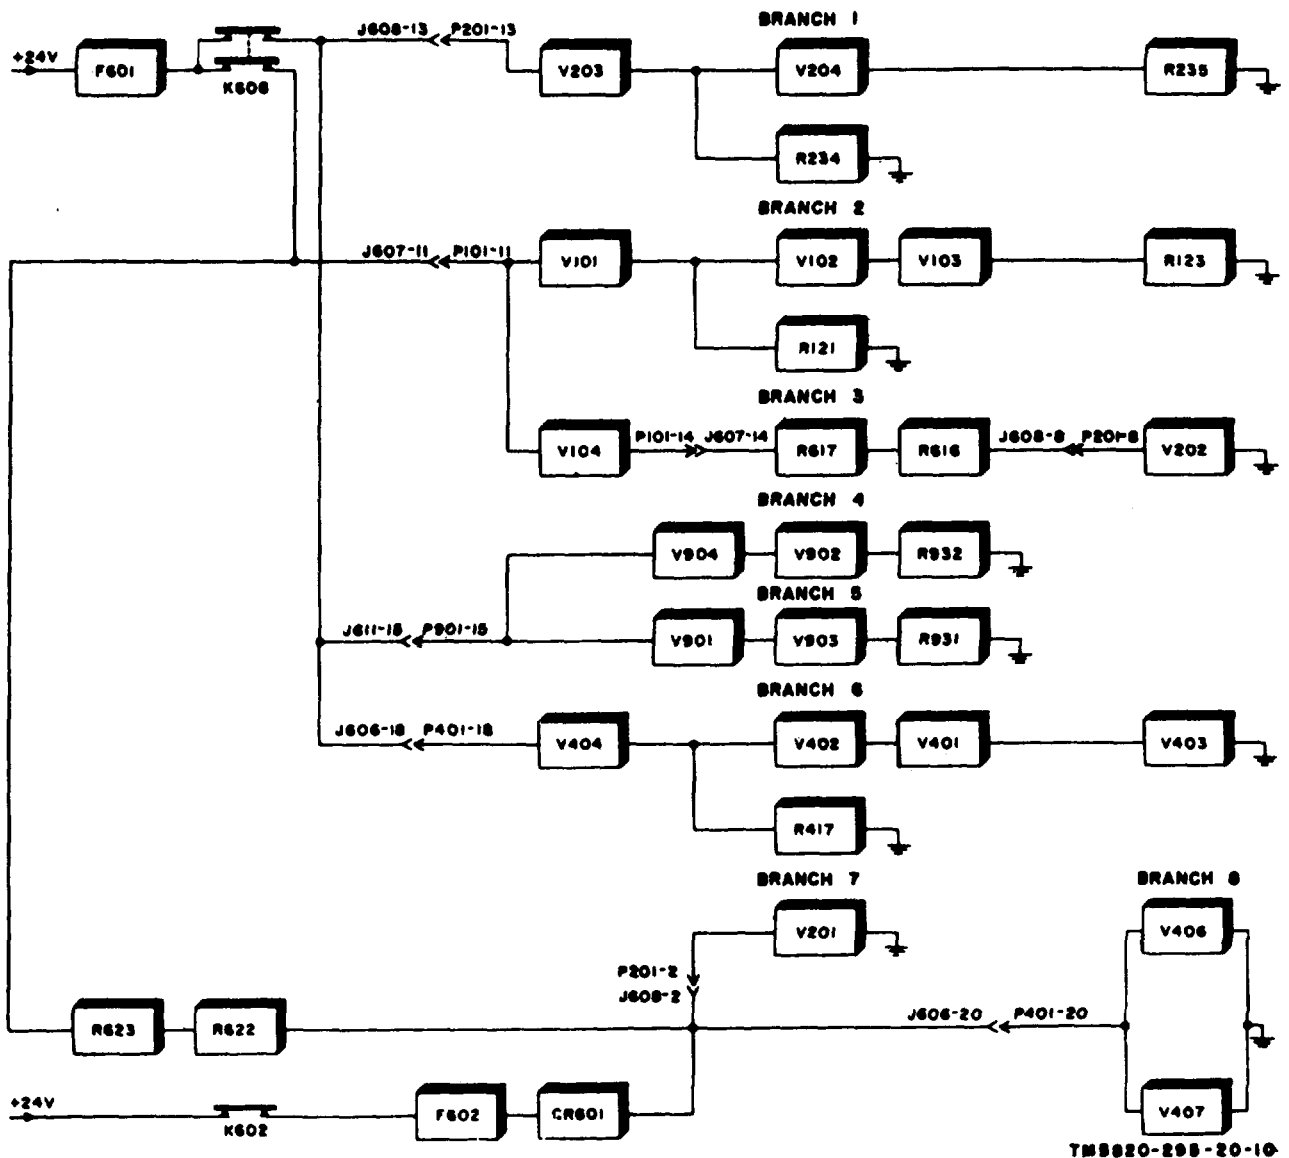 BRANCH 1
J608-13 P201-13
+24V F601 K606 V203 V204 R235
R234
BRANCH 2
J607-11 P101-11
V101 V102 V103 R123
R121
BRANCH 3
V104 P101-14 J607-14 R617 R616 J608-8 P201-8 V202
BRANCH 4
V904 V902 R932
BRANCH 5
J611-15 P901-15 V901 V903 R931
BRANCH 6
J606-18 P401-18 V404 V402 V401 V403
R417
BRANCH 7 BRANCH 8
V201 V406
P201-2
J608-2
R623 R622 J606-20 P401-20
+24V K602 F602 CR601 V407
TM5820-295-20-10